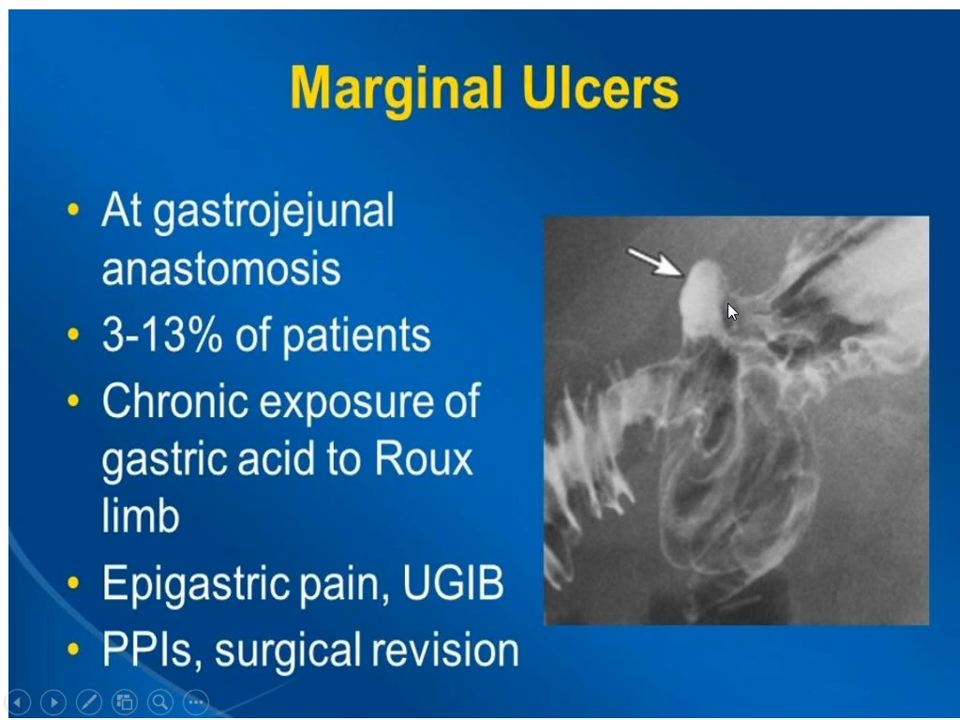 Marginal Ulcers
• At gastrojejunal
anastomosis
• 3-13% of patients
• Chronic exposure of
gastric acid to Roux
limb
• Epigastric pain, UGIB
• PPIs, surgical revision